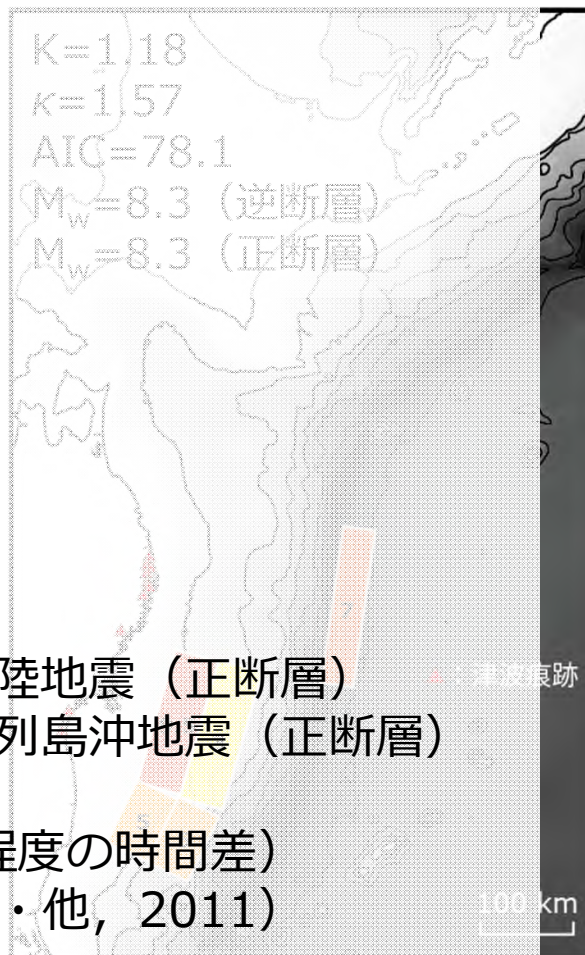 K=1.18
κ=1.57
AIC=78.1
Mw=8.3（逆断層）
Mw=8.3（正断層）
7
陸地震（正断層）
：津波痕跡
列島沖地震（正断層）
5
程度の時間差）
・他，2011）
100 km